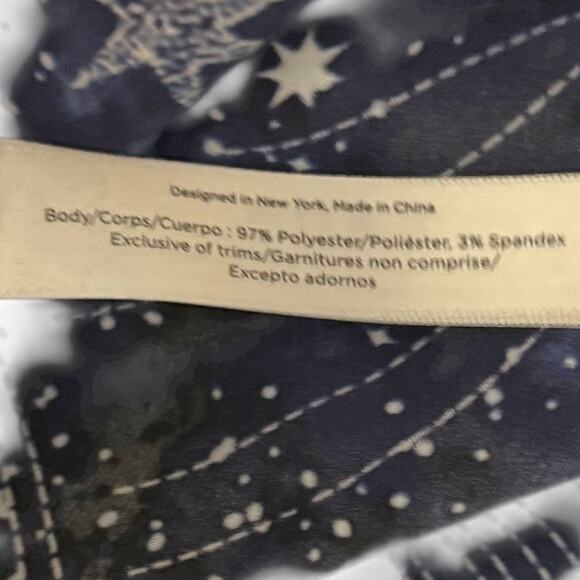 Designed in New York, Made in China
Body/Corps/Cuerpo : 97% Polyester/Poliéster, 3% Spandex
Exclusive of trims/Garnitures non comprise/
Excepto adornos